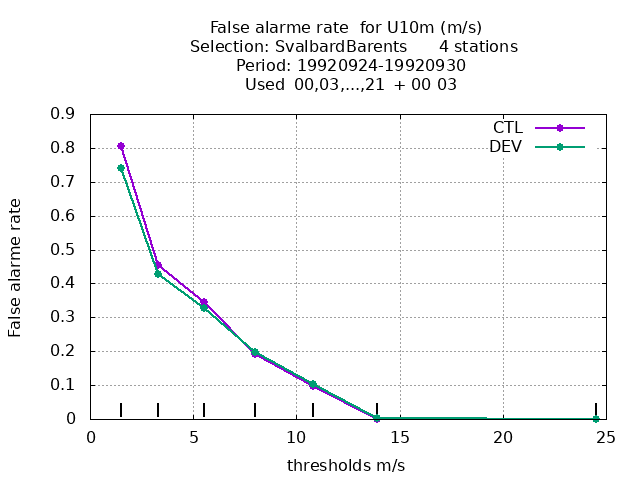 False alarme rate  for U10m (m/s)
Selection: SvalbardBarents      4 stations
Period: 19920924-19920930
Used  00,03,...,21  + 00 03
0.9
0.8
0.7
0.6
0.5
0.4
0.3
0.2
0.1
0
CTL
DEV
False alarme rate
0 5 10 15 20 25
thresholds m/s